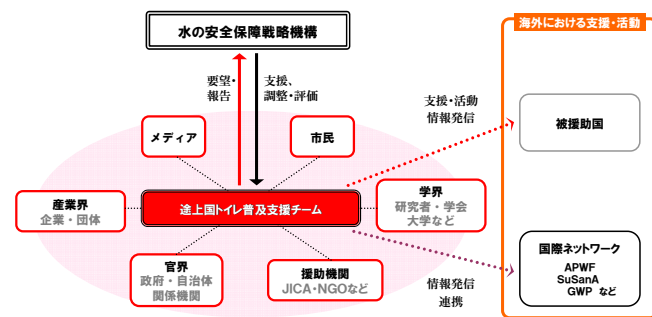 水の安全保障戦略機構
海外における支援・活動
要望・
報告
支援、
調整・評価
支援・活動
情報発信
被援助国
メディア
市民
産業界
企業・団体
途上国トイレ普及支援チーム
学界
研究者・学会
大学など
官界
政府・自治体
関係機関
援助機関
JICA・NGOなど
情報発信
連携
国際ネットワーク
APWF
SuSanA
GWP など